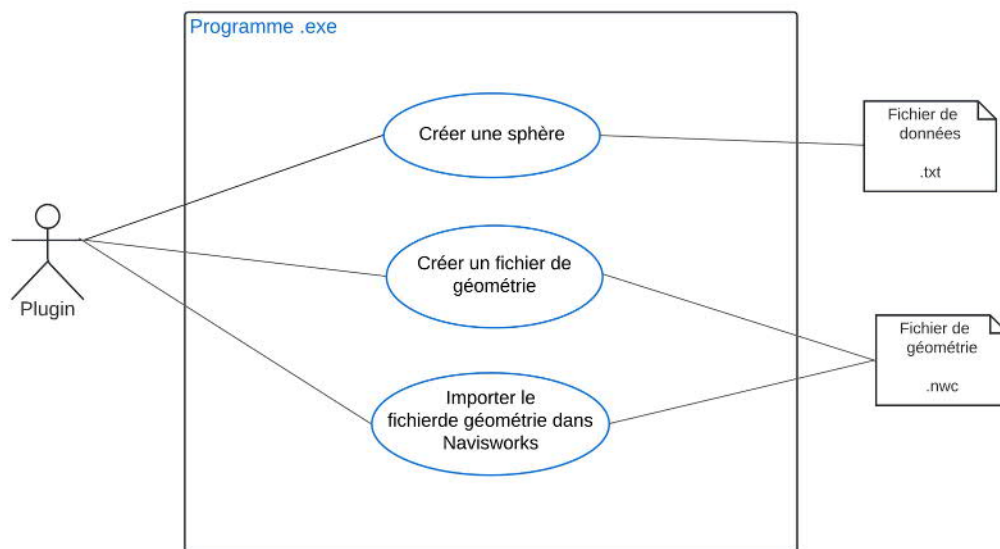 Programme .exe
Créer une sphère
Fichier de
données
.txt
Plugin
Créer un fichier de
géométrie
Fichier de
géométrie
.nwc
Importer le
fichierde géométrie dans
Navisworks